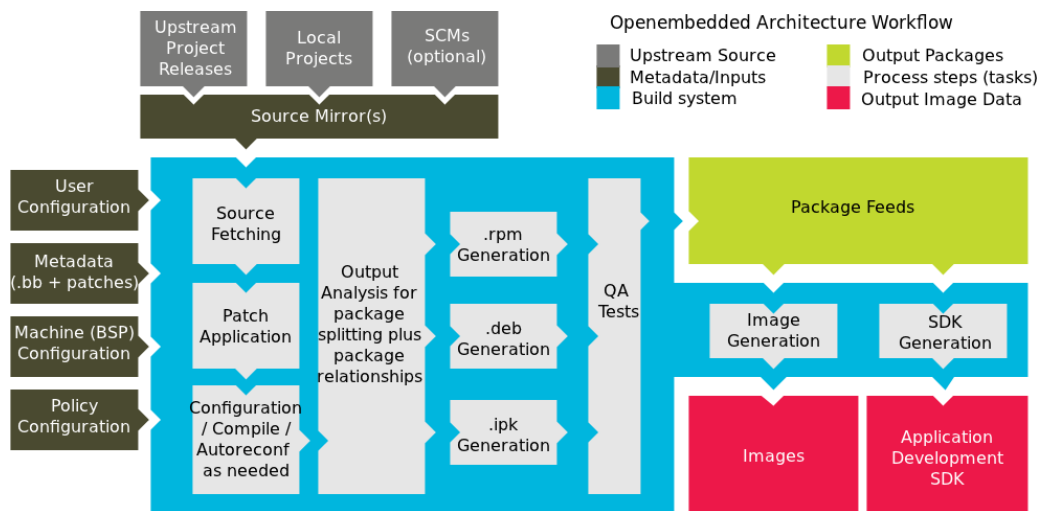 Openembedded Architecture Workflow
Upstream Source
Metadata/Inputs
Build system
Output Packages
Process steps (tasks)
Output Image Data
Upstream
Project
Releases
Local
Projects
SCMs
(optional)
Source Mirror(s)
User
Configuration
Metadata
(.bb + patches)
Machine (BSP)
Configuration
Policy
Configuration
Source
Fetching
Patch
Application
Configuration
/ Compile /
Autoreconf
as needed
Output
Analysis for
package
splitting plus
package
relationships
.rpm
Generation
.deb
Generation
.ipk
Generation
QA
Tests
Package Feeds
Image
Generation
SDK
Generation
Images
Application
Development
SDK